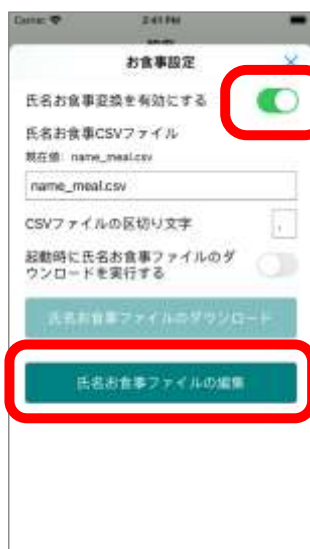 Carrier 2:41 PM
お食事設定
氏名お食事変換を有効にする
氏名お食事CSVファイル
現在値: name_meal.csv
name_meal.csv
CSVファイルの区切り文字 ,
起動時に氏名お食事ファイルのダ
ウンロードを実行する
氏名お食事ファイルのダウンロード
氏名お食事ファイルの編集